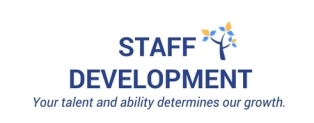 STAFF
DEVELOPMENT
Your talent and ability determines our growth.